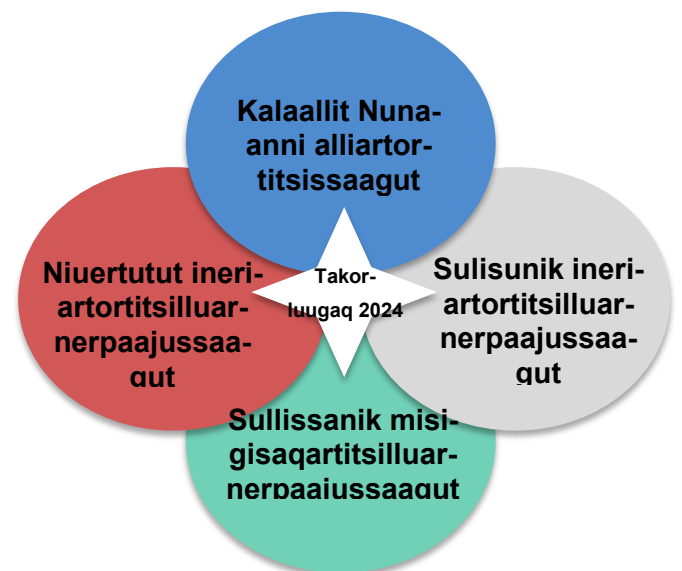 Kalaallit Nuna-
anni alliartor-
titsissaagut
Niuertutut ineri-
artortitsilluar-
nerpaajussaa-
gut
Takor-
luugaq 2024
Sulisunik ineri-
artortitsilluar-
nerpaajussaa-
gut
Sullissanik misi-
gisaqartitsilluar-
nerpaajussaagut